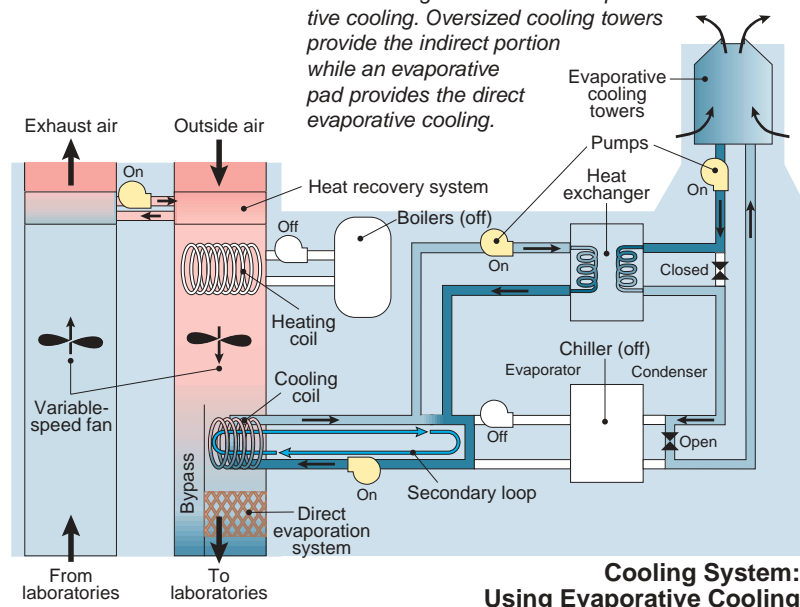 tive cooling. Oversized cooling towers
provide the indirect portion
while an evaporative
pad provides the direct
evaporative cooling.
Evaporative
cooling
towers
Exhaust air
Outside air
Pumps
On
On
Heat recovery system
Heat
exchanger
Boilers (off)
Off
On
Closed
Heating
coil
Chiller (off)
Evaporator
Condenser
Cooling
coil
Variable-
speed fan
Off
Open
Bypass
On
Secondary loop
Direct
evaporation
system
From
laboratories
To
laboratories
Cooling System:
Using Evaporative Cooling